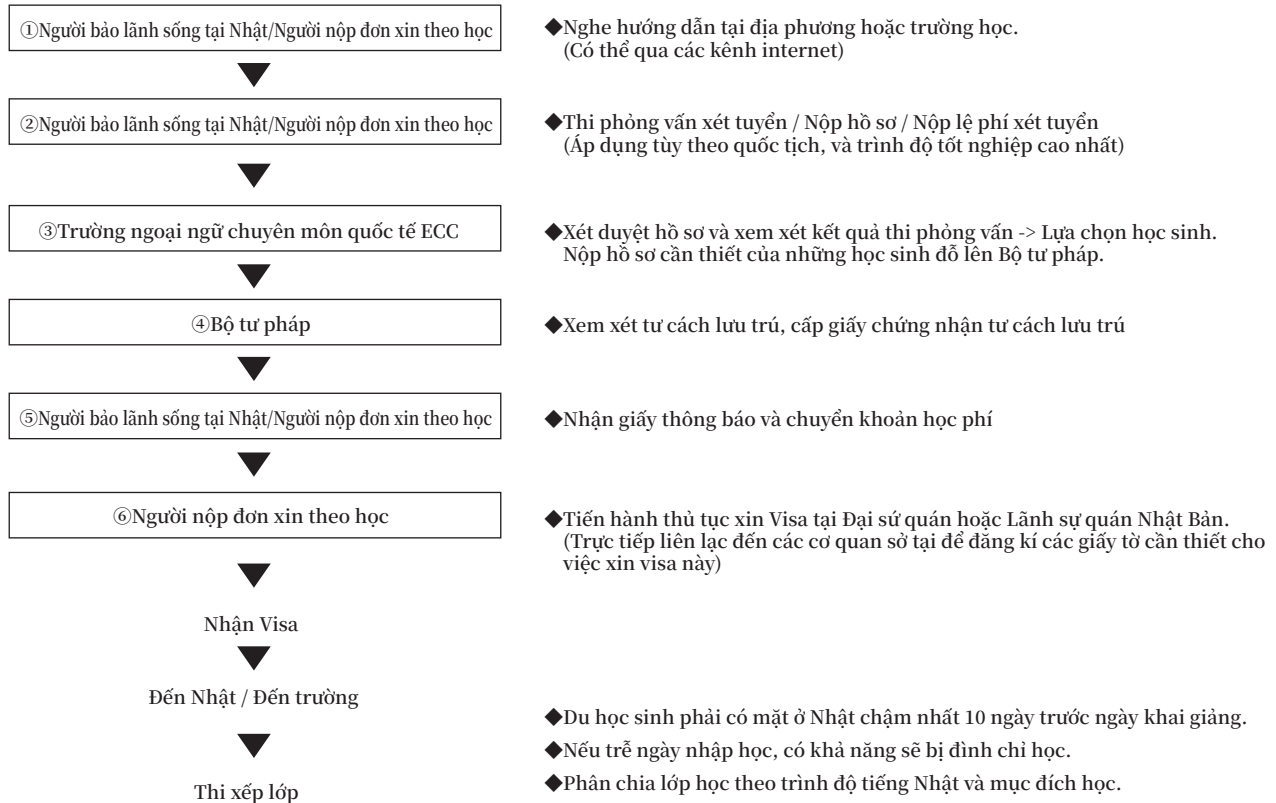 ①Người bảo lãnh sống tại Nhật/Người nộp đơn xin theo học
◆Nghe hướng dẫn tại địa phương hoặc trường học.
(Có thể qua các kênh internet)
②Người bảo lãnh sống tại Nhật/Người nộp đơn xin theo học
◆Thi phỏng vấn xét tuyển / Nộp hồ sơ / Nộp lệ phí xét tuyển
(Áp dụng tùy theo quốc tịch, và trình độ tốt nghiệp cao nhất)
③Trường ngoại ngữ chuyên môn quốc tế ECC
◆Xét duyệt hồ sơ và xem xét kết quả thi phỏng vấn -> Lựa chọn học sinh.
Nộp hồ sơ cần thiết của những học sinh đỗ lên Bộ tư pháp.
④Bộ tư pháp
◆Xem xét tư cách lưu trú, cấp giấy chứng nhận tư cách lưu trú
⑤Người bảo lãnh sống tại Nhật/Người nộp đơn xin theo học
◆Nhận giấy thông báo và chuyển khoản học phí
⑥Người nộp đơn xin theo học
◆Tiến hành thủ tục xin Visa tại Đại sứ quán hoặc Lãnh sự quán Nhật Bản.
(Trực tiếp liên lạc đến các cơ quan sở tại để đăng kí các giấy tờ cần thiết cho
việc xin visa này)
Nhận Visa
Đến Nhật / Đến trường
◆Du học sinh phải có mặt ở Nhật chậm nhất 10 ngày trước ngày khai giảng.
◆Nếu trễ ngày nhập học, có khả năng sẽ bị đình chỉ học.
Thi xếp lớp
◆Phân chia lớp học theo trình độ tiếng Nhật và mục đích học.